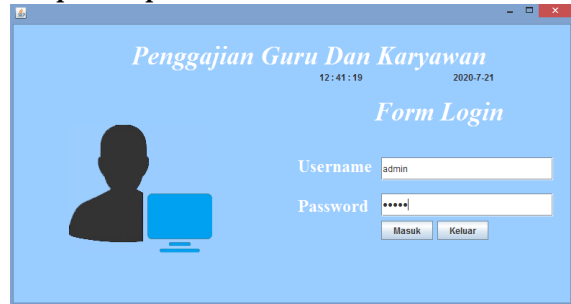 Penggajian Guru Dan Karyawan
12:41:19 2020-7-21
Form Login
Username admin
Password •••••
Masuk Keluar